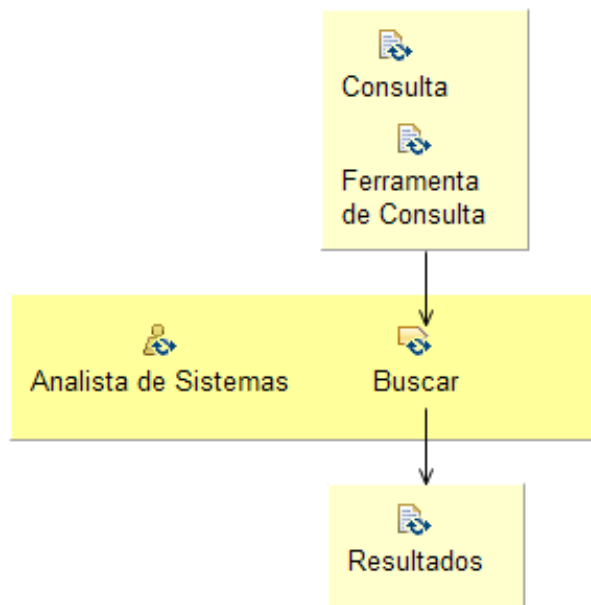 Consulta
Ferramenta
de Consulta
Analista de Sistemas
Buscar
Resultados